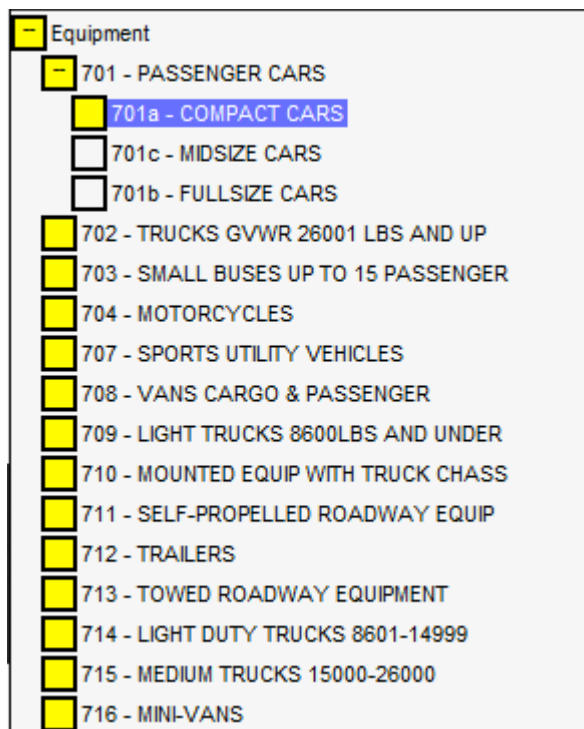 Equipment
701 - PASSENGER CARS
701a - COMPACT CARS
701c - MIDSIZE CARS
701b - FULLSIZE CARS
702 - TRUCKS GVWR 26001 LBS AND UP
703 - SMALL BUSES UP TO 15 PASSENGER
704 - MOTORCYCLES
707 - SPORTS UTILITY VEHICLES
708 - VANS CARGO & PASSENGER
709 - LIGHT TRUCKS 8600LBS AND UNDER
710 - MOUNTED EQUIP WITH TRUCK CHASS
711 - SELF-PROPELLED ROADWAY EQUIP
712 - TRAILERS
713 - TOWED ROADWAY EQUIPMENT
714 - LIGHT DUTY TRUCKS 8601-14999
715 - MEDIUM TRUCKS 15000-26000
716 - MINI-VANS